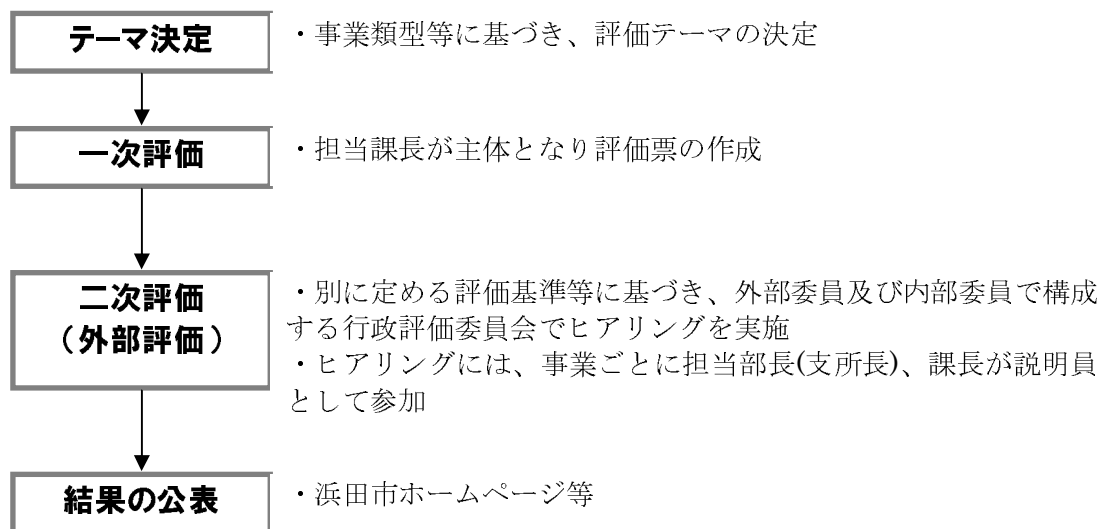 テーマ決定
・事業類型等に基づき、評価テーマの決定
一次評価
・担当課長が主体となり評価票の作成
二次評価
（外部評価）
・別に定める評価基準等に基づき、外部委員及び内部委員で構成
する行政評価委員会でヒアリングを実施
・ヒアリングには、事業ごとに担当部長(支所長)、課長が説明員
として参加
結果の公表
・浜田市ホームページ等